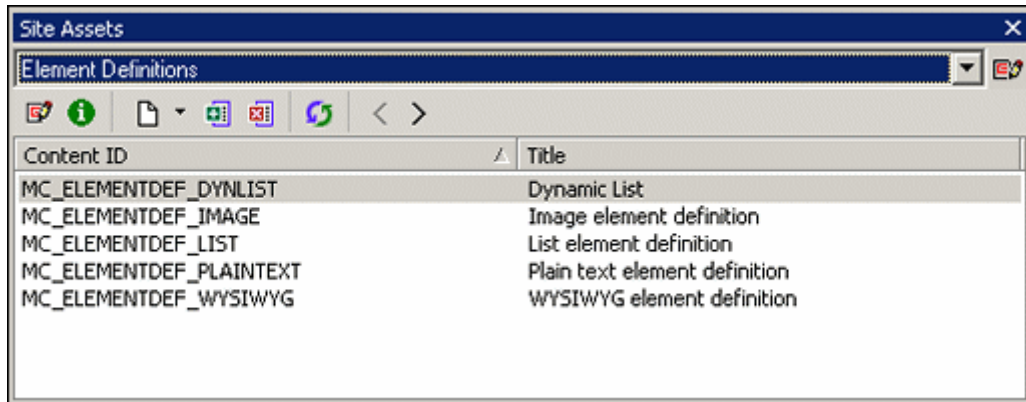 Site Assets
Element Definitions
Content ID Title
MC_ELEMENTDEF_DYNLIST Dynamic List
MC_ELEMENTDEF_IMAGE Image element definition
MC_ELEMENTDEF_LIST List element definition
MC_ELEMENTDEF_PLAINTEXT Plain text element definition
MC_ELEMENTDEF_WYSIWYG WYSIWYG element definition